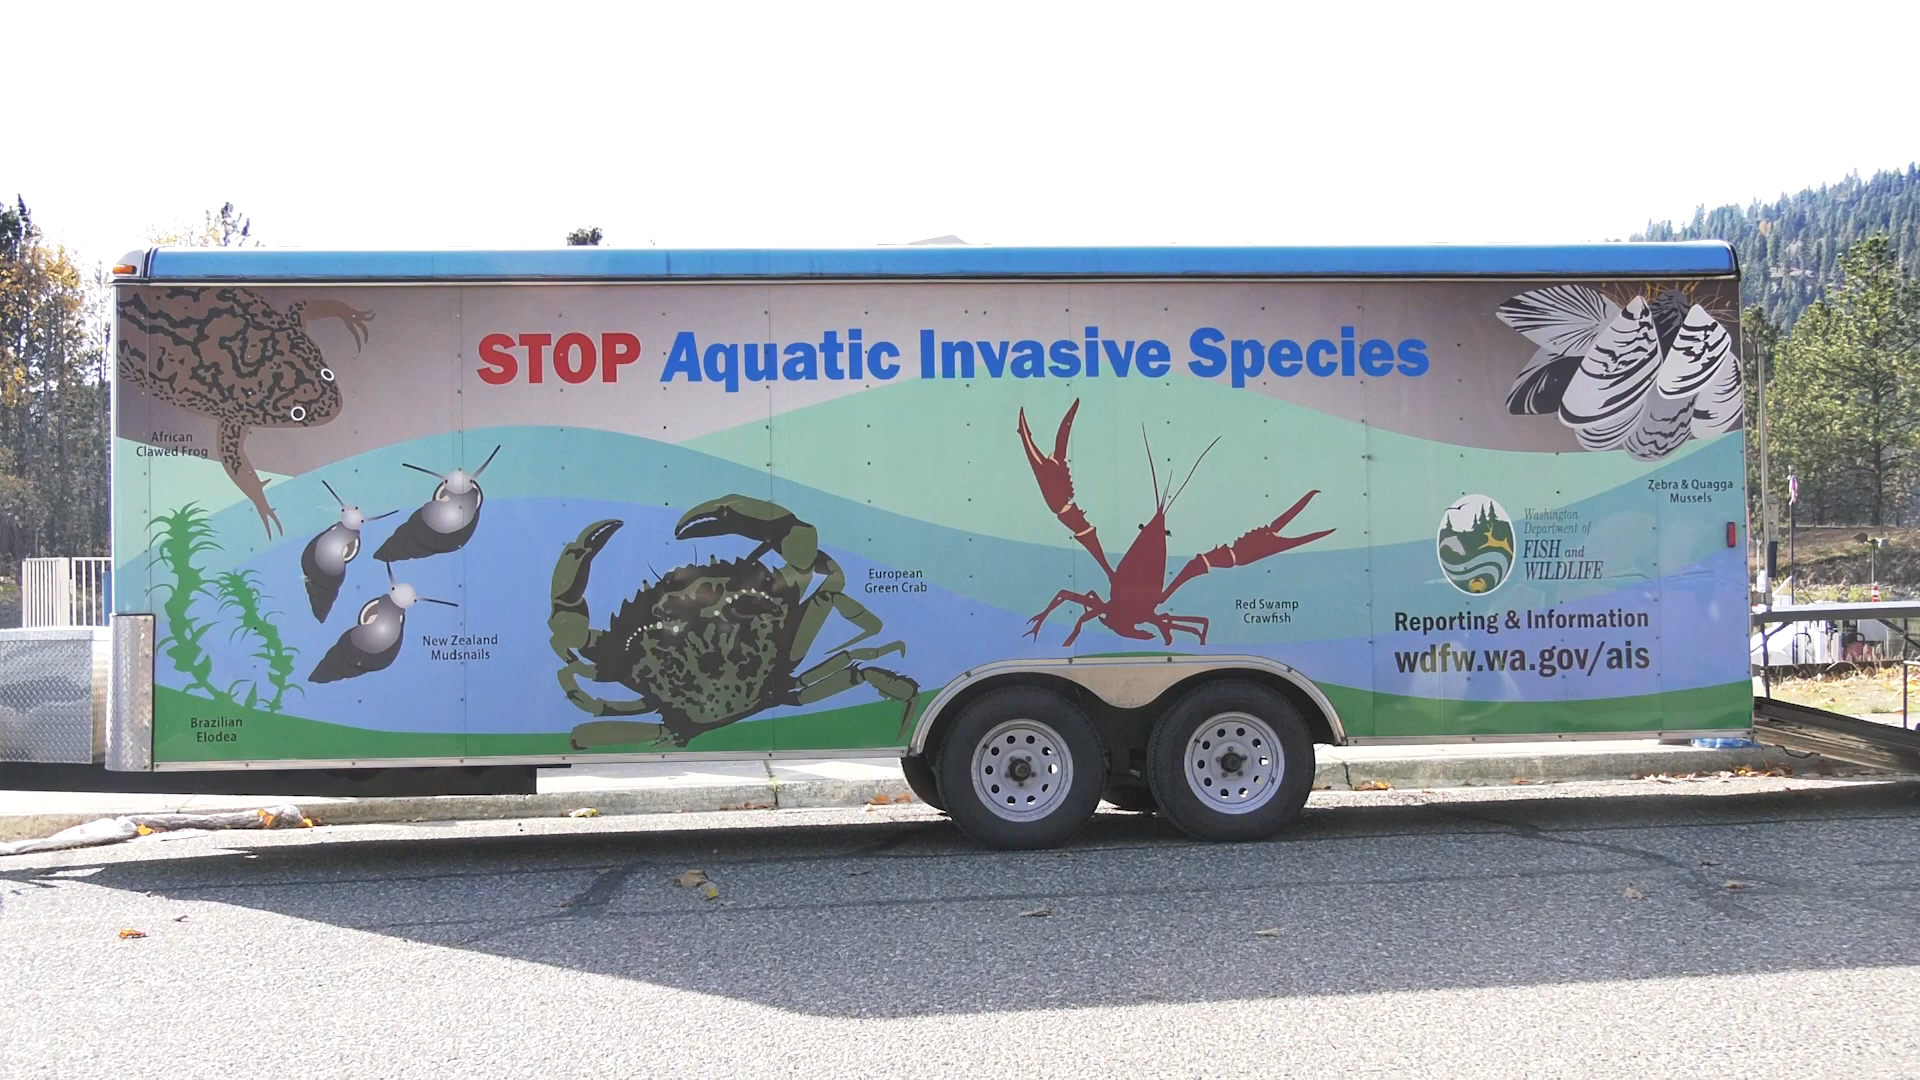 STOP Aquatic Invasive Species
African
Clawed Frog
Zebra & Quagga
Mussels
Washington
Department of
FISH and
WILDLIFE
European
Green Crab
Red Swamp
Crawfish
Reporting & Information
wdfw.wa.gov/ais
New Zealand
Mudsnails
Brazilian
Elodea